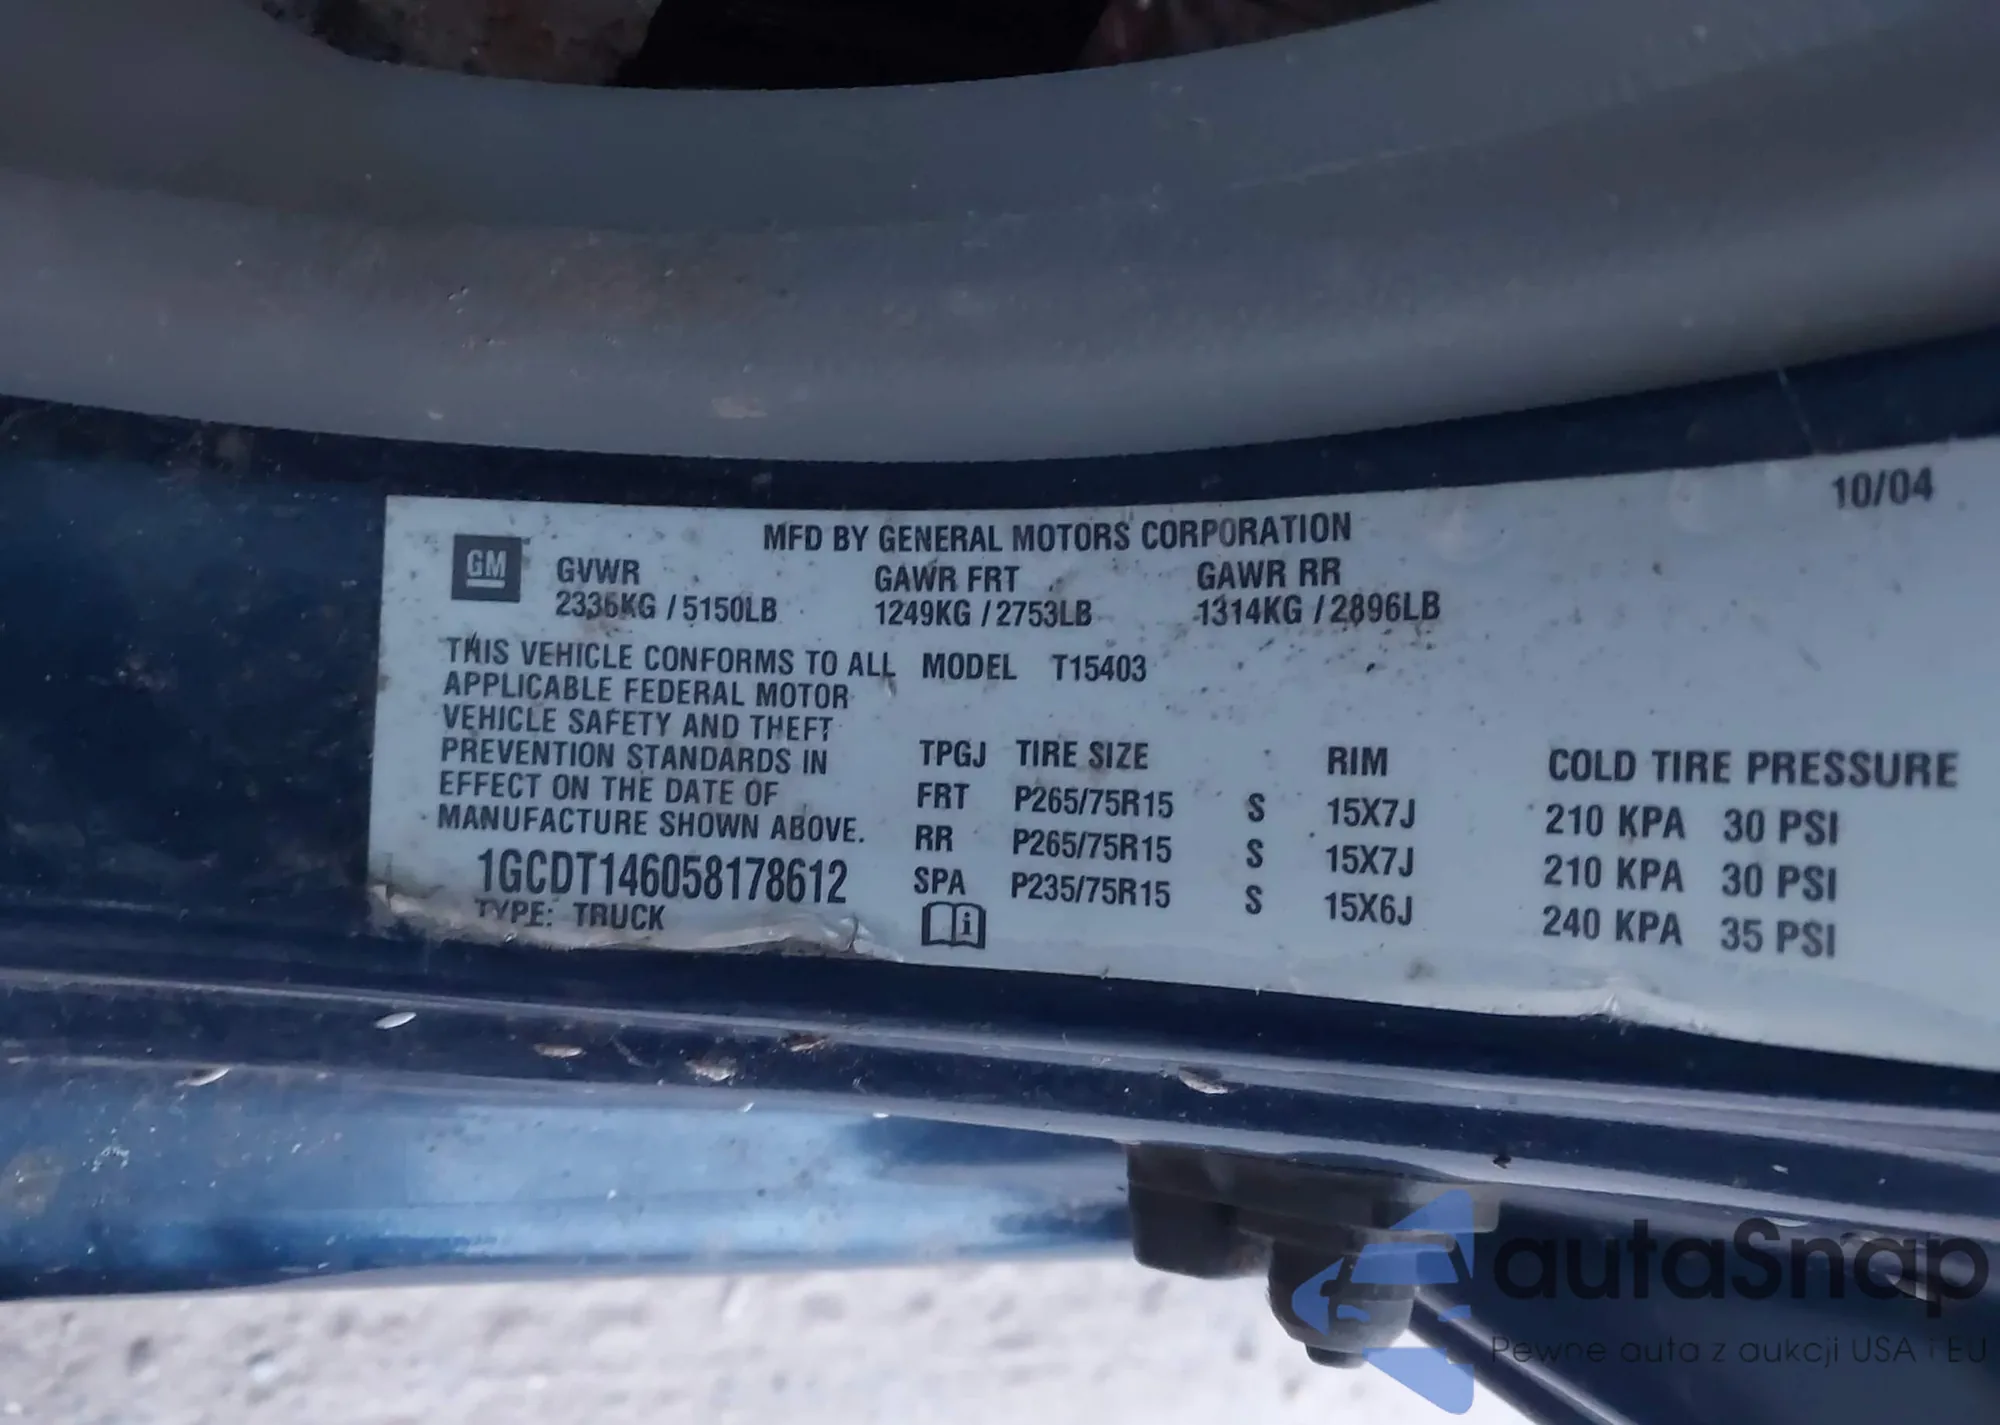 10/04
MFD BY GENERAL MOTORS CORPORATION
GM
GVWR GAWR FRT GAWR RR
2336KG / 5150LB 1249KG / 2753LB 1314KG / 2896LB
THIS VEHICLE CONFORMS TO ALL MODEL T15403
APPLICABLE FEDERAL MOTOR
VEHICLE SAFETY AND THEFT
PREVENTION STANDARDS IN
EFFECT ON THE DATE OF
MANUFACTURE SHOWN ABOVE.
1GCDT146058178612
TYPE: TRUCK
TPGJ TIRE SIZE RIM COLD TIRE PRESSURE
FRT P265/75R15 S 15X7J 210 KPA 30 PSI
RR P265/75R15 S 15X7J 210 KPA 30 PSI
SPA P235/75R15 S 15X6J 240 KPA 35 PSI
i
autaSnap
Pewne auta z aukcji USA i EU